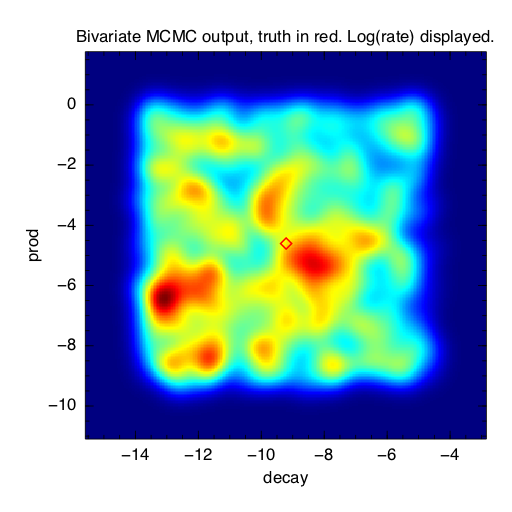 Bivariate MCMC output, truth in red. Log(rate) displayed.
0
−2
−4
prod
−6
−8
−10
−14 −12 −10 −8 −6 −4
decay